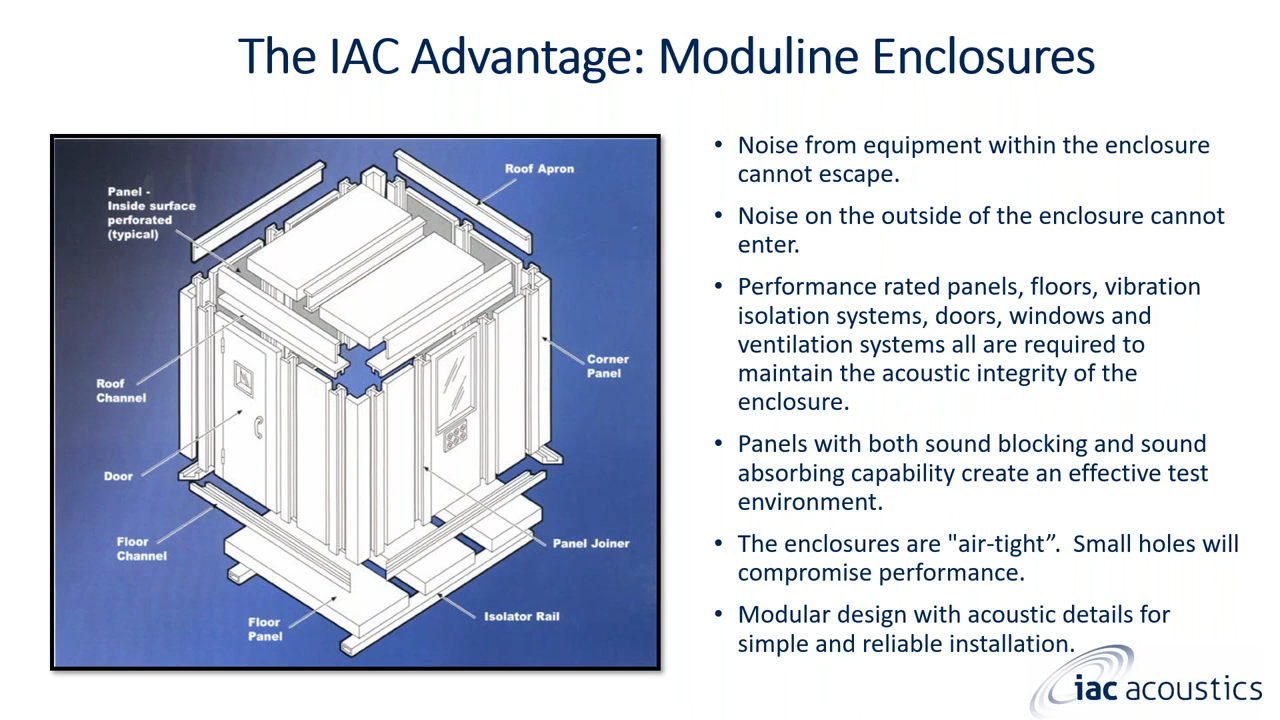 The IAC Advantage: Moduline Enclosures
Roof Apron
Panel -
Inside surface
perforated
(typical)
Corner
Panel
Roof
Channel
Door
Floor
Channel
Panel Joiner
Floor
Panel
Isolator Rail
• Noise from equipment within the enclosure
cannot escape.
• Noise on the outside of the enclosure cannot
enter.
• Performance rated panels, floors, vibration
isolation systems, doors, windows and
ventilation systems all are required to
maintain the acoustic integrity of the
enclosure.
• Panels with both sound blocking and sound
absorbing capability create an effective test
environment.
• The enclosures are "air-tight”.  Small holes will
compromise performance.
• Modular design with acoustic details for
simple and reliable installation.
iac acoustics